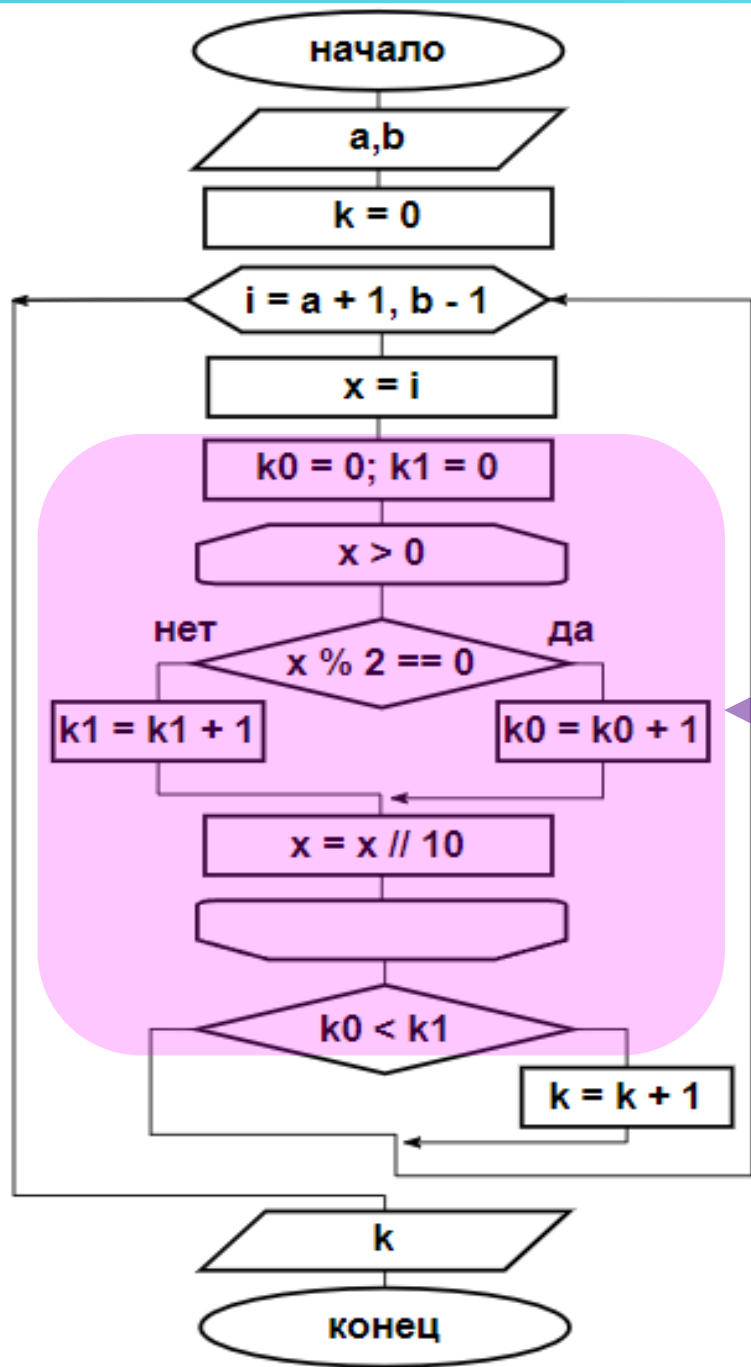 начало
a,b
k = 0
i = a + 1, b - 1
x = i
k0 = 0; k1 = 0
x > 0
нет да
x % 2 == 0
k1 = k1 + 1 k0 = k0 + 1
x = x // 10
k0 < k1
k = k + 1
k
конец